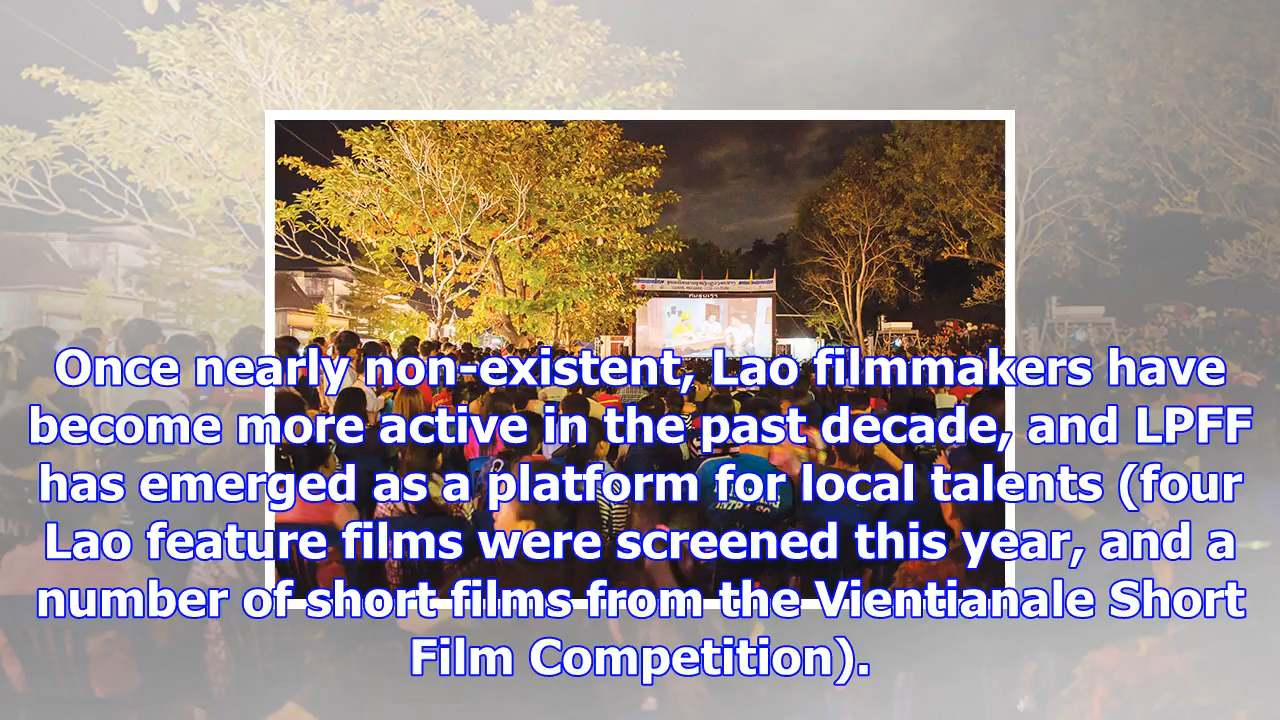 Once nearly non-existent, Lao filmmakers have
become more active in the past decade, and LPFF
has emerged as a platform for local talents (four
Lao feature films were screened this year, and a
number of short films from the Vientianale Short
Film Competition).